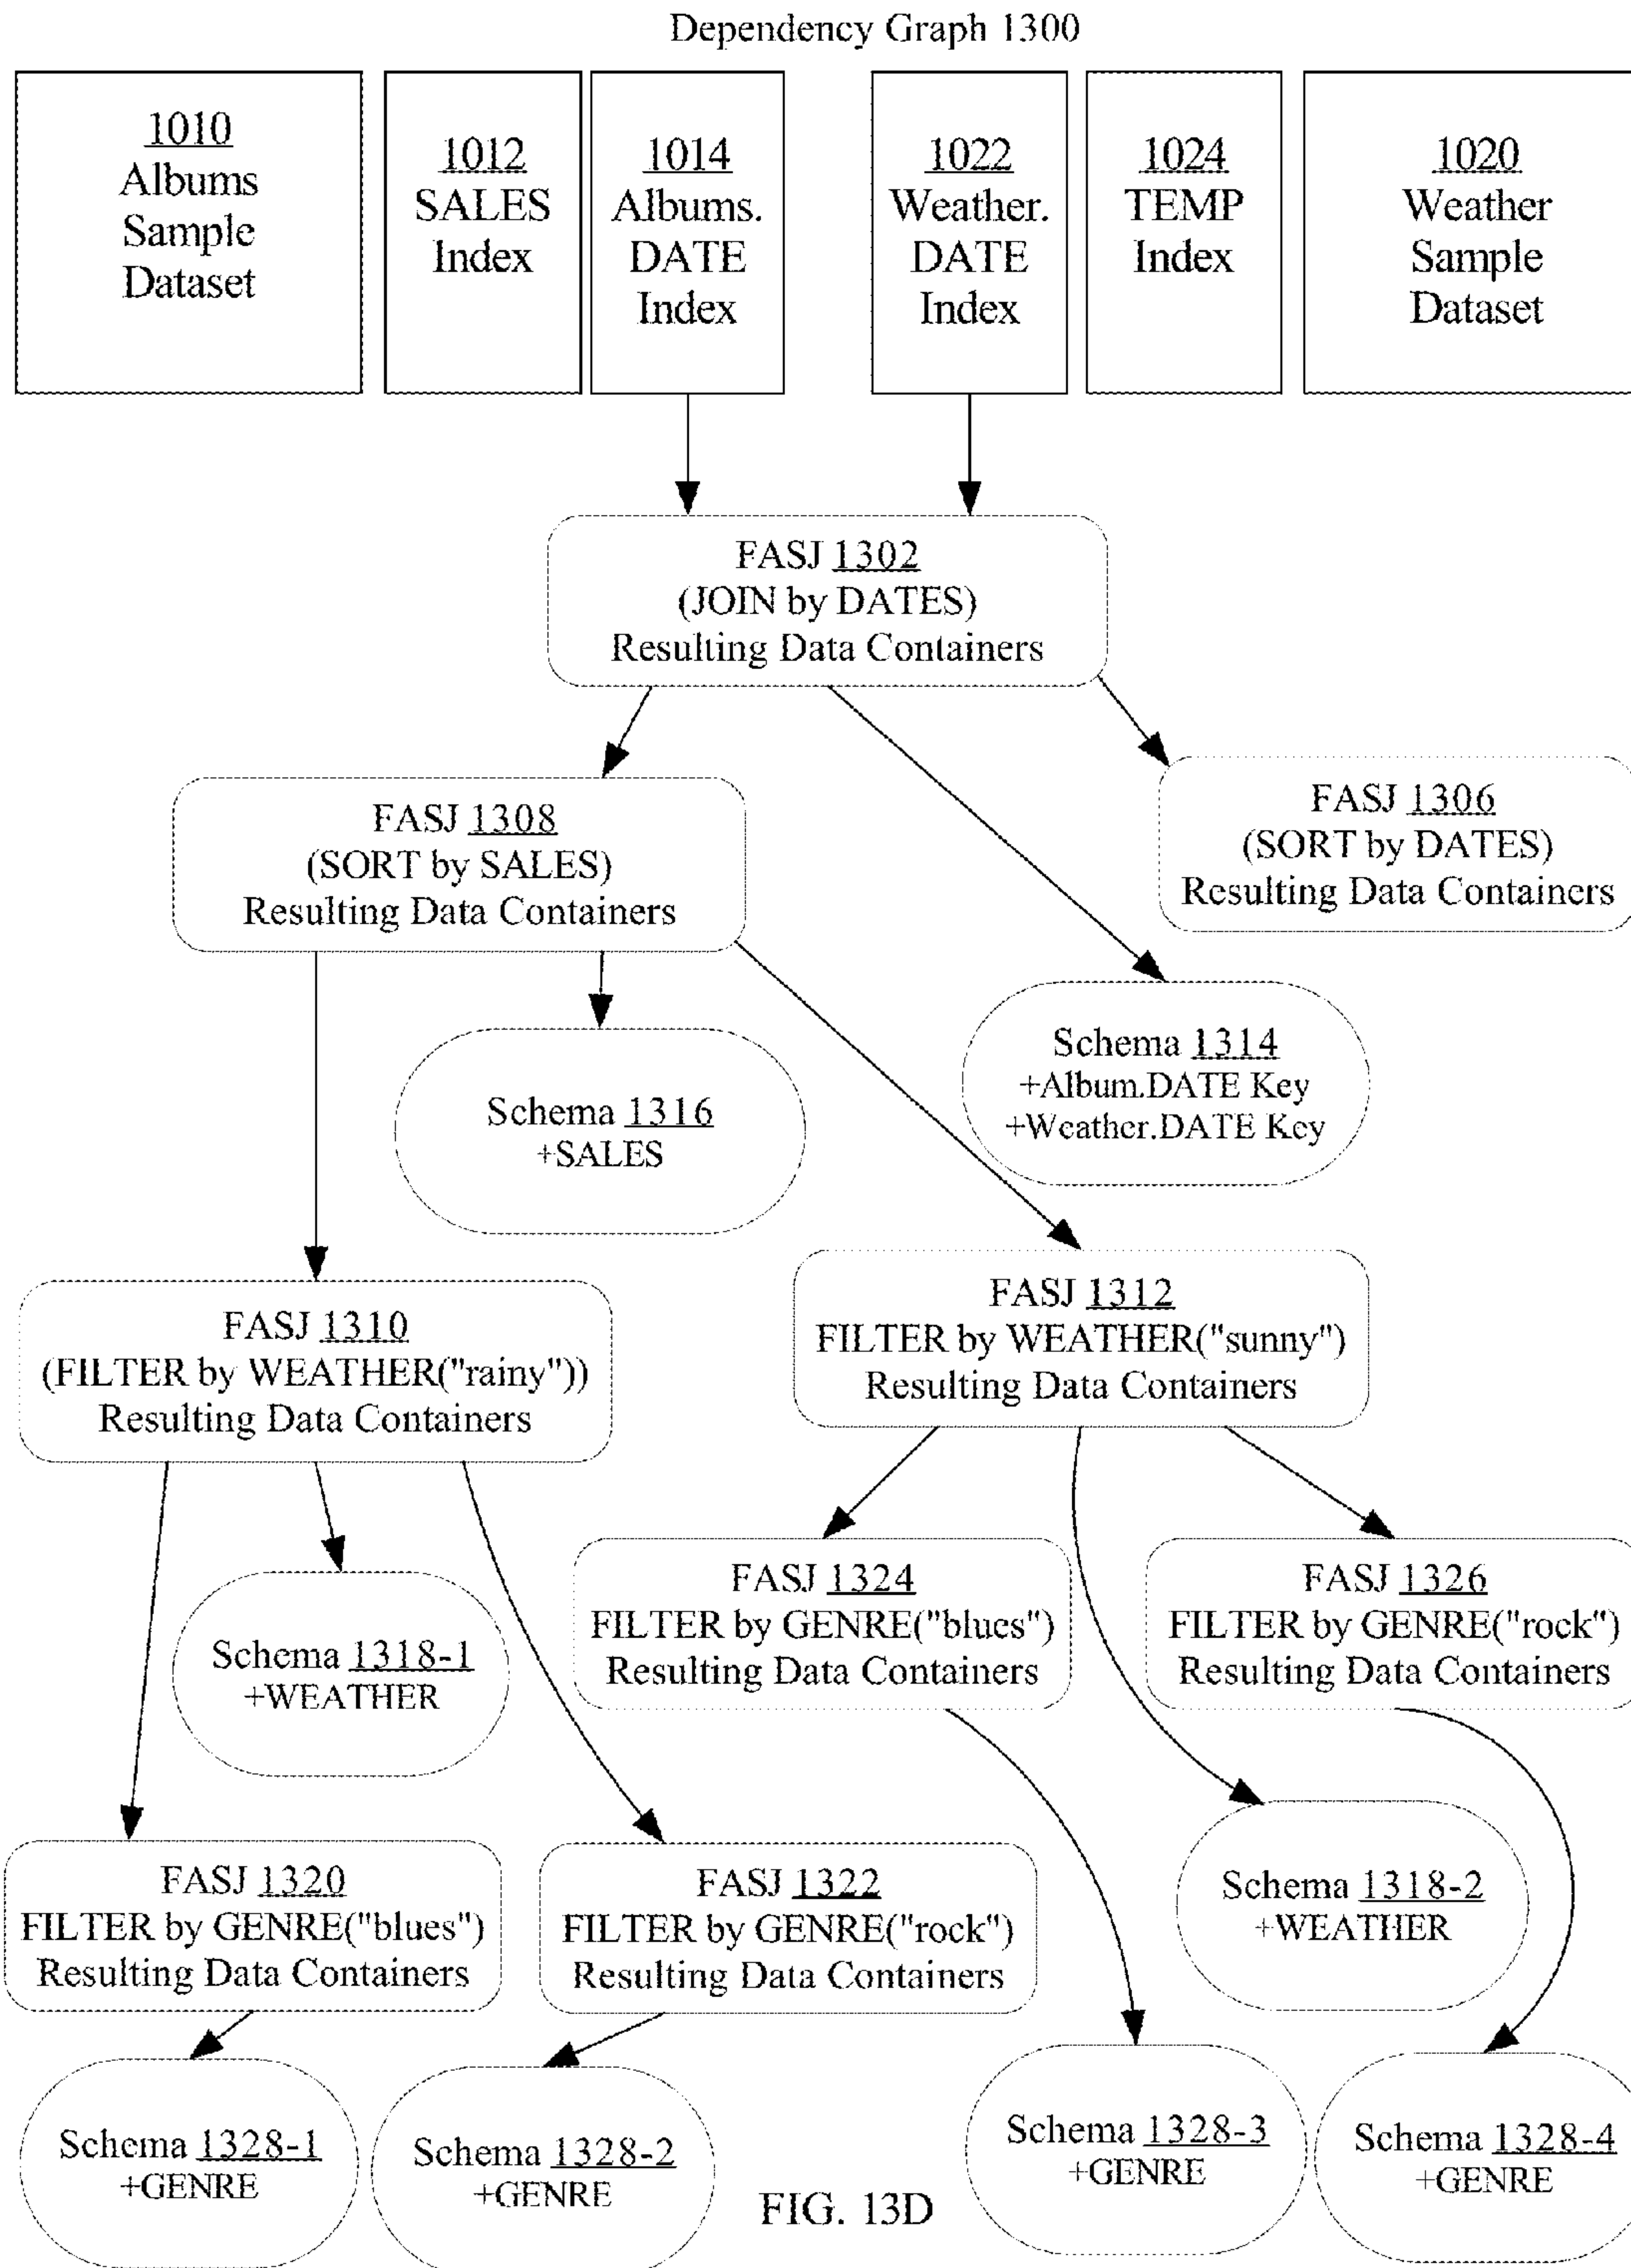 Dependency Graph 1300
1010
Albums
Sample
Dataset
1012
SALES
Index
1014
Albums.
DATE
Index
1022
Weather.
DATE
Index
1024
TEMP
Index
1020
Weather
Sample
Dataset
FASJ 1302
(JOIN by DATES)
Resulting Data Containers
FASJ 1308
(SORT by SALES)
Resulting Data Containers
FASJ 1306
(SORT by DATES)
Resulting Data Containers
Schema 1314
+Album.DATE Key
+Weather.DATE Key
Schema 1316
+SALES
FASJ 1310
(FILTER by WEATHER("rainy"))
Resulting Data Containers
FASJ 1312
FILTER by WEATHER("sunny")
Resulting Data Containers
Schema 1318-1
+WEATHER
FASJ 1324
FILTER by GENRE("blues")
Resulting Data Containers
FASJ 1326
FILTER by GENRE("rock")
Resulting Data Containers
FASJ 1320
FILTER by GENRE("blues")
Resulting Data Containers
FASJ 1322
FILTER by GENRE("rock")
Resulting Data Containers
Schema 1318-2
+WEATHER
Schema 1328-1
+GENRE
Schema 1328-2
+GENRE
Schema 1328-3
+GENRE
Schema 1328-4
+GENRE
FIG. 13D